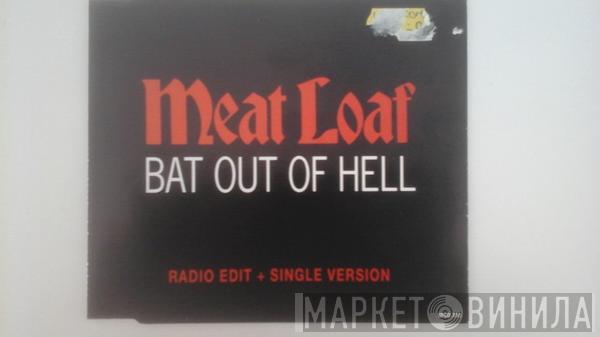 Meat Loaf
BAT OUT OF HELL
RADIO EDIT + SINGLE VERSION
МАРКЕТ ВИНИЛА